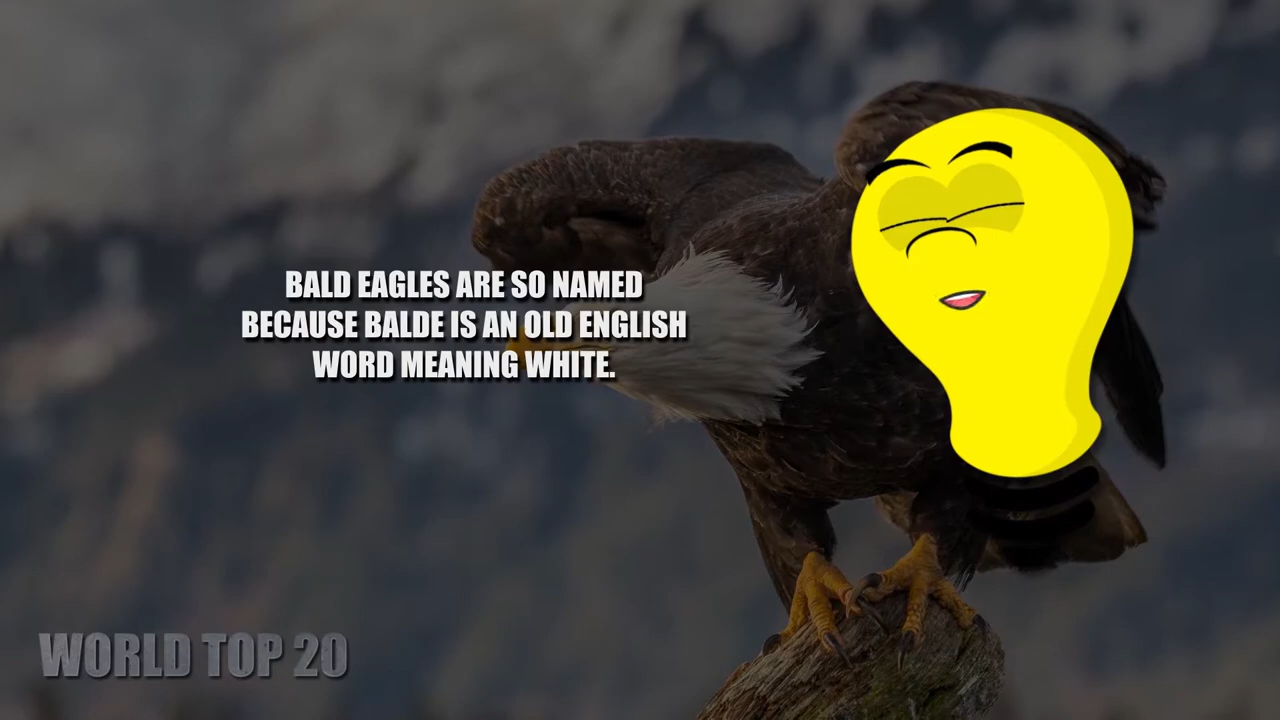 BALD EAGLES ARE SO NAMED
BECAUSE BALDE IS AN OLD ENGLISH
WORD MEANING WHITE.
WORLD TOP 20